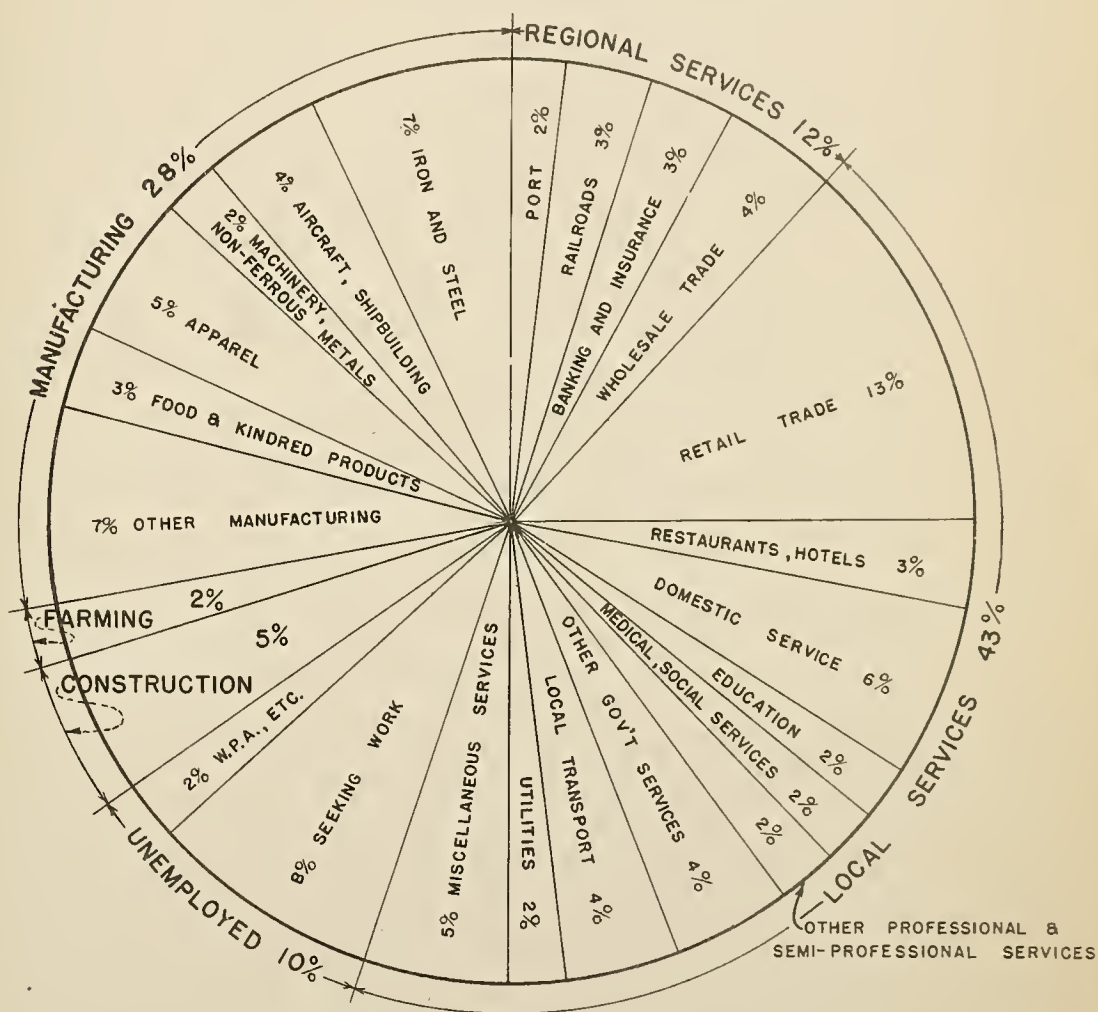 REGIONAL SERVICES 12%
PORT 2%
RAILROADS 3%
BANKING AND INSURANCE 3%
WHOLESALE TRADE 4%
LOCAL SERVICES 43%
RETAIL TRADE 13%
RESTAURANTS, HOTELS 3%
DOMESTIC SERVICE 6%
EDUCATION 2%
MEDICAL, SOCIAL SERVICES 2%
2%
OTHER PROFESSIONAL &
SEMI-PROFESSIONAL SERVICES
OTHER GOV'T SERVICES 4%
LOCAL TRANSPORT 4%
UTILITIES 2%
5% MISCELLANEOUS SERVICES
UNEMPLOYED 10%
8% SEEKING WORK
2% W.P.A., ETC.
CONSTRUCTION
5%
FARMING
2%
MANUFACTURING 28%
7% OTHER MANUFACTURING
3% FOOD & KINDRED PRODUCTS
5% APPAREL
2% MACHINERY,
NON-FERROUS METALS
4% AIRCRAFT, SHIPBUILDING
7% IRON AND STEEL